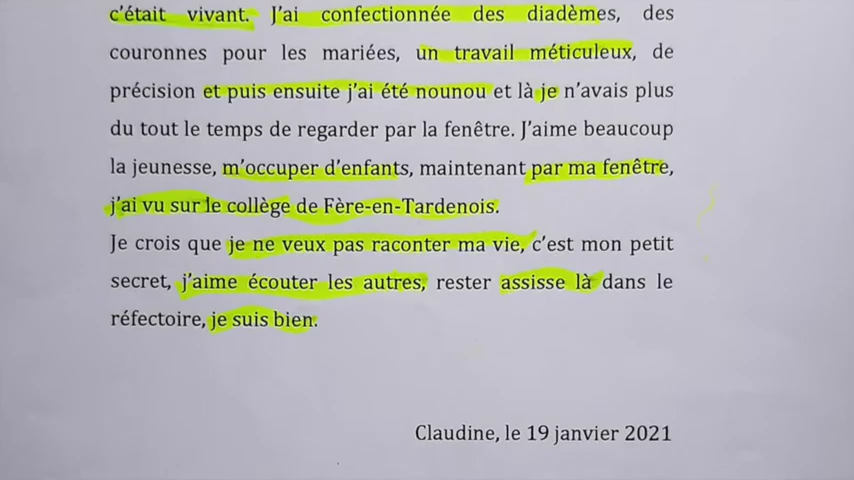 c'était vivant. J'ai confectionnée des diadèmes, des
couronnes pour les mariées, un travail méticuleux, de
précision et puis ensuite j'ai été nounou et là je n'avais plus
du tout le temps de regarder par la fenêtre. J'aime beaucoup
la jeunesse, m'occuper d'enfants, maintenant par ma fenêtre,
j'ai vu sur le collège de Fère-en-Tardenois.
Je crois que je ne veux pas raconter ma vie, c'est mon petit
secret, j'aime écouter les autres, rester assisse là dans le
réfectoire, je suis bien.
Claudine, le 19 janvier 2021